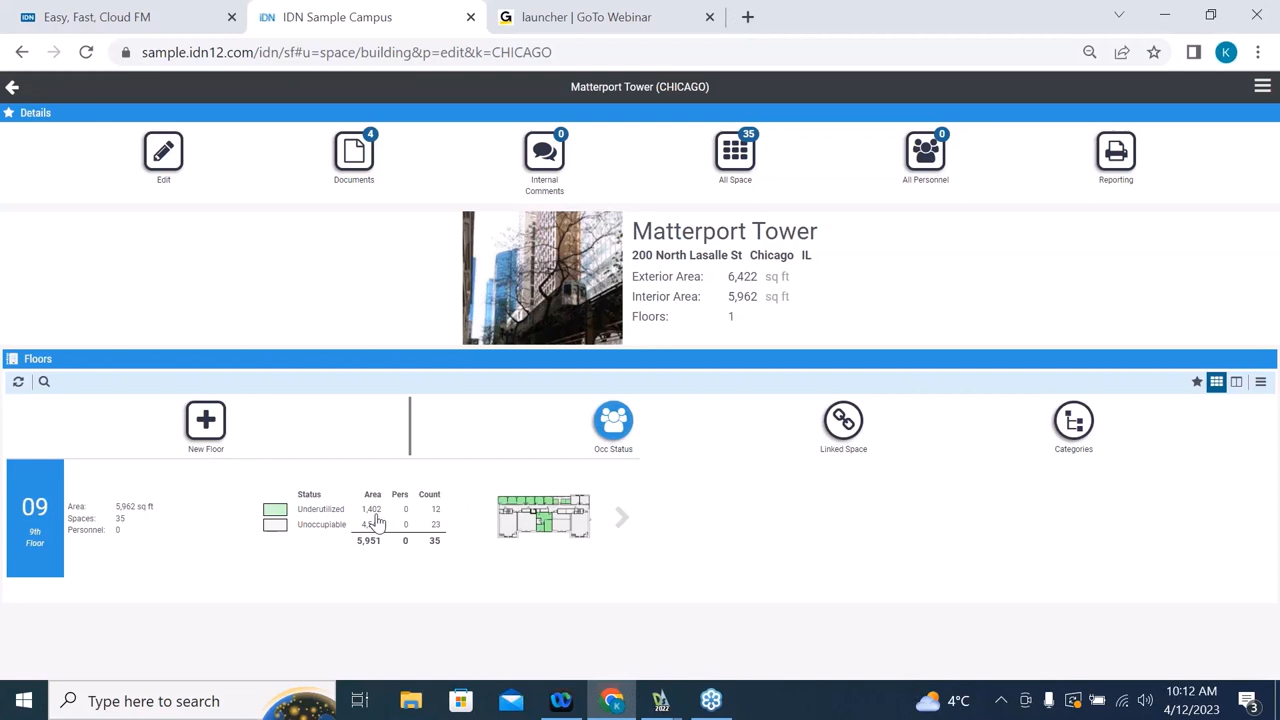 Easy, Fast, Cloud FM
IDN Sample Campus
launcher | GoTo Webinar
sample.idn12.com/idn/sf#u=space/building&p=edit&k=CHICAGO
K
Matterport Tower (CHICAGO)
Details
4
0
35
0
Edit
Documents
Internal Comments
All Space
All Personnel
Reporting
Matterport Tower
200 North Lasalle St Chicago IL
Exterior Area: 6,422 sq ft
Interior Area: 5,962 sq ft
Floors: 1
Floors
New Floor
Occ Status
Linked Space
Categories
09
9th
Floor
Area: 5,962 sq ft
Spaces: 35
Personnel: 0
Status Area Pers Count
Underutilized 1,402 0 12
Unoccupiable 0 23
5,951 0 35
Type here to search
2022
4°C
10:12 AM
4/12/2023
3